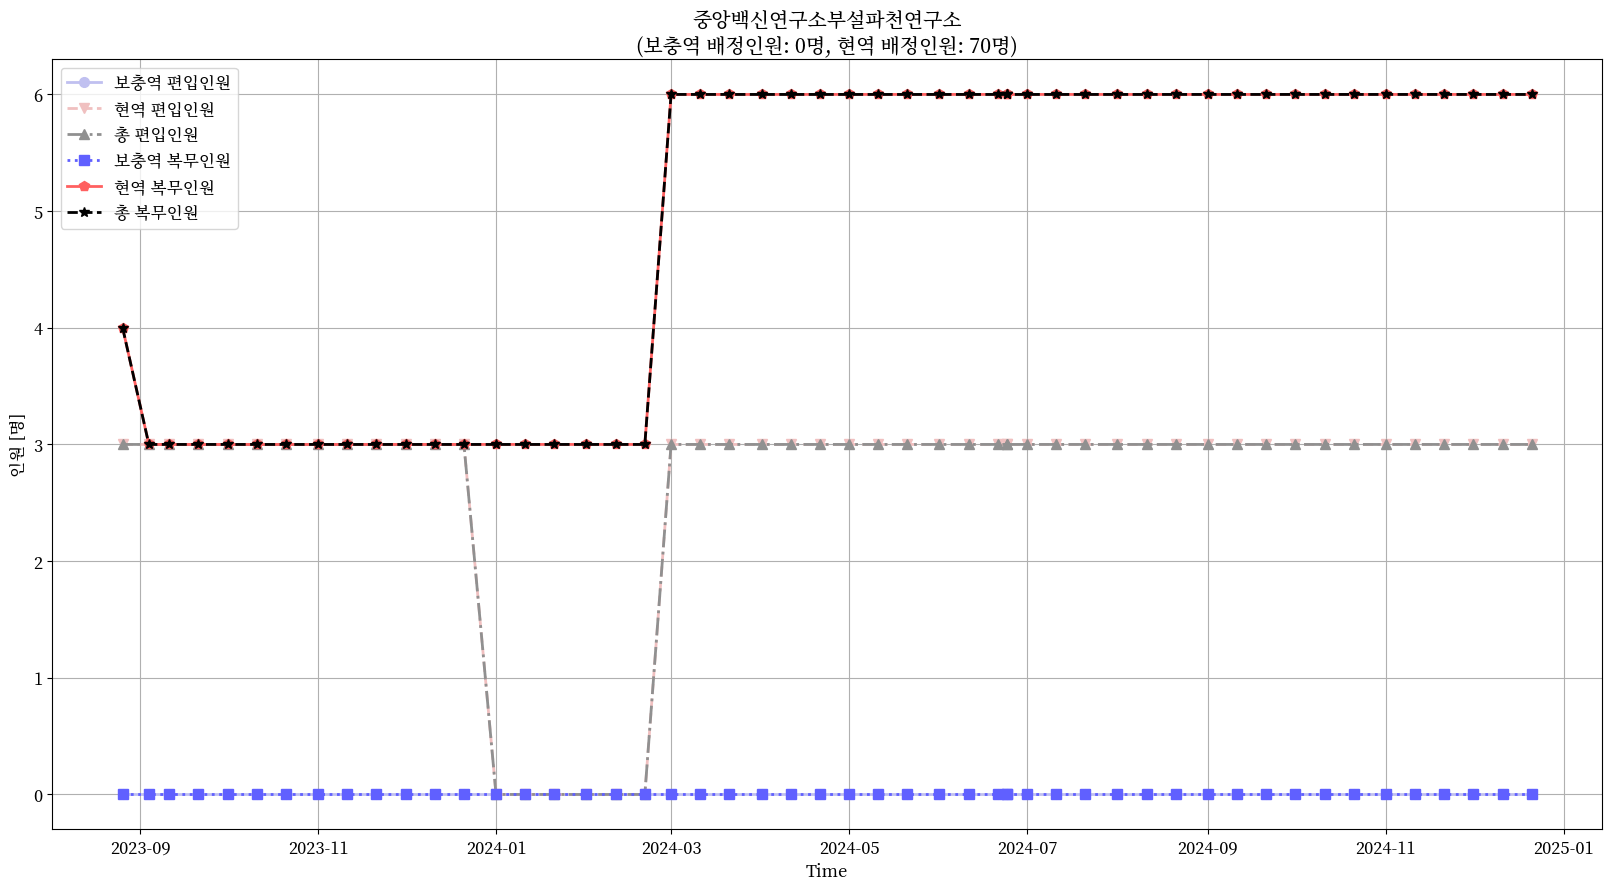 중앙백신연구소부설파천연구소
(보충역 배정인원: 0명, 현역 배정인원: 70명)
보충역 편입인원
현역 편입인원
총 편입인원
보충역 복무인원
현역 복무인원
총 복무인원
6
5
4
3
2
1
0
인원 [명]
2023-09
2023-11
2024-01
2024-03
2024-05
2024-07
2024-09
2024-11
2025-01
Time